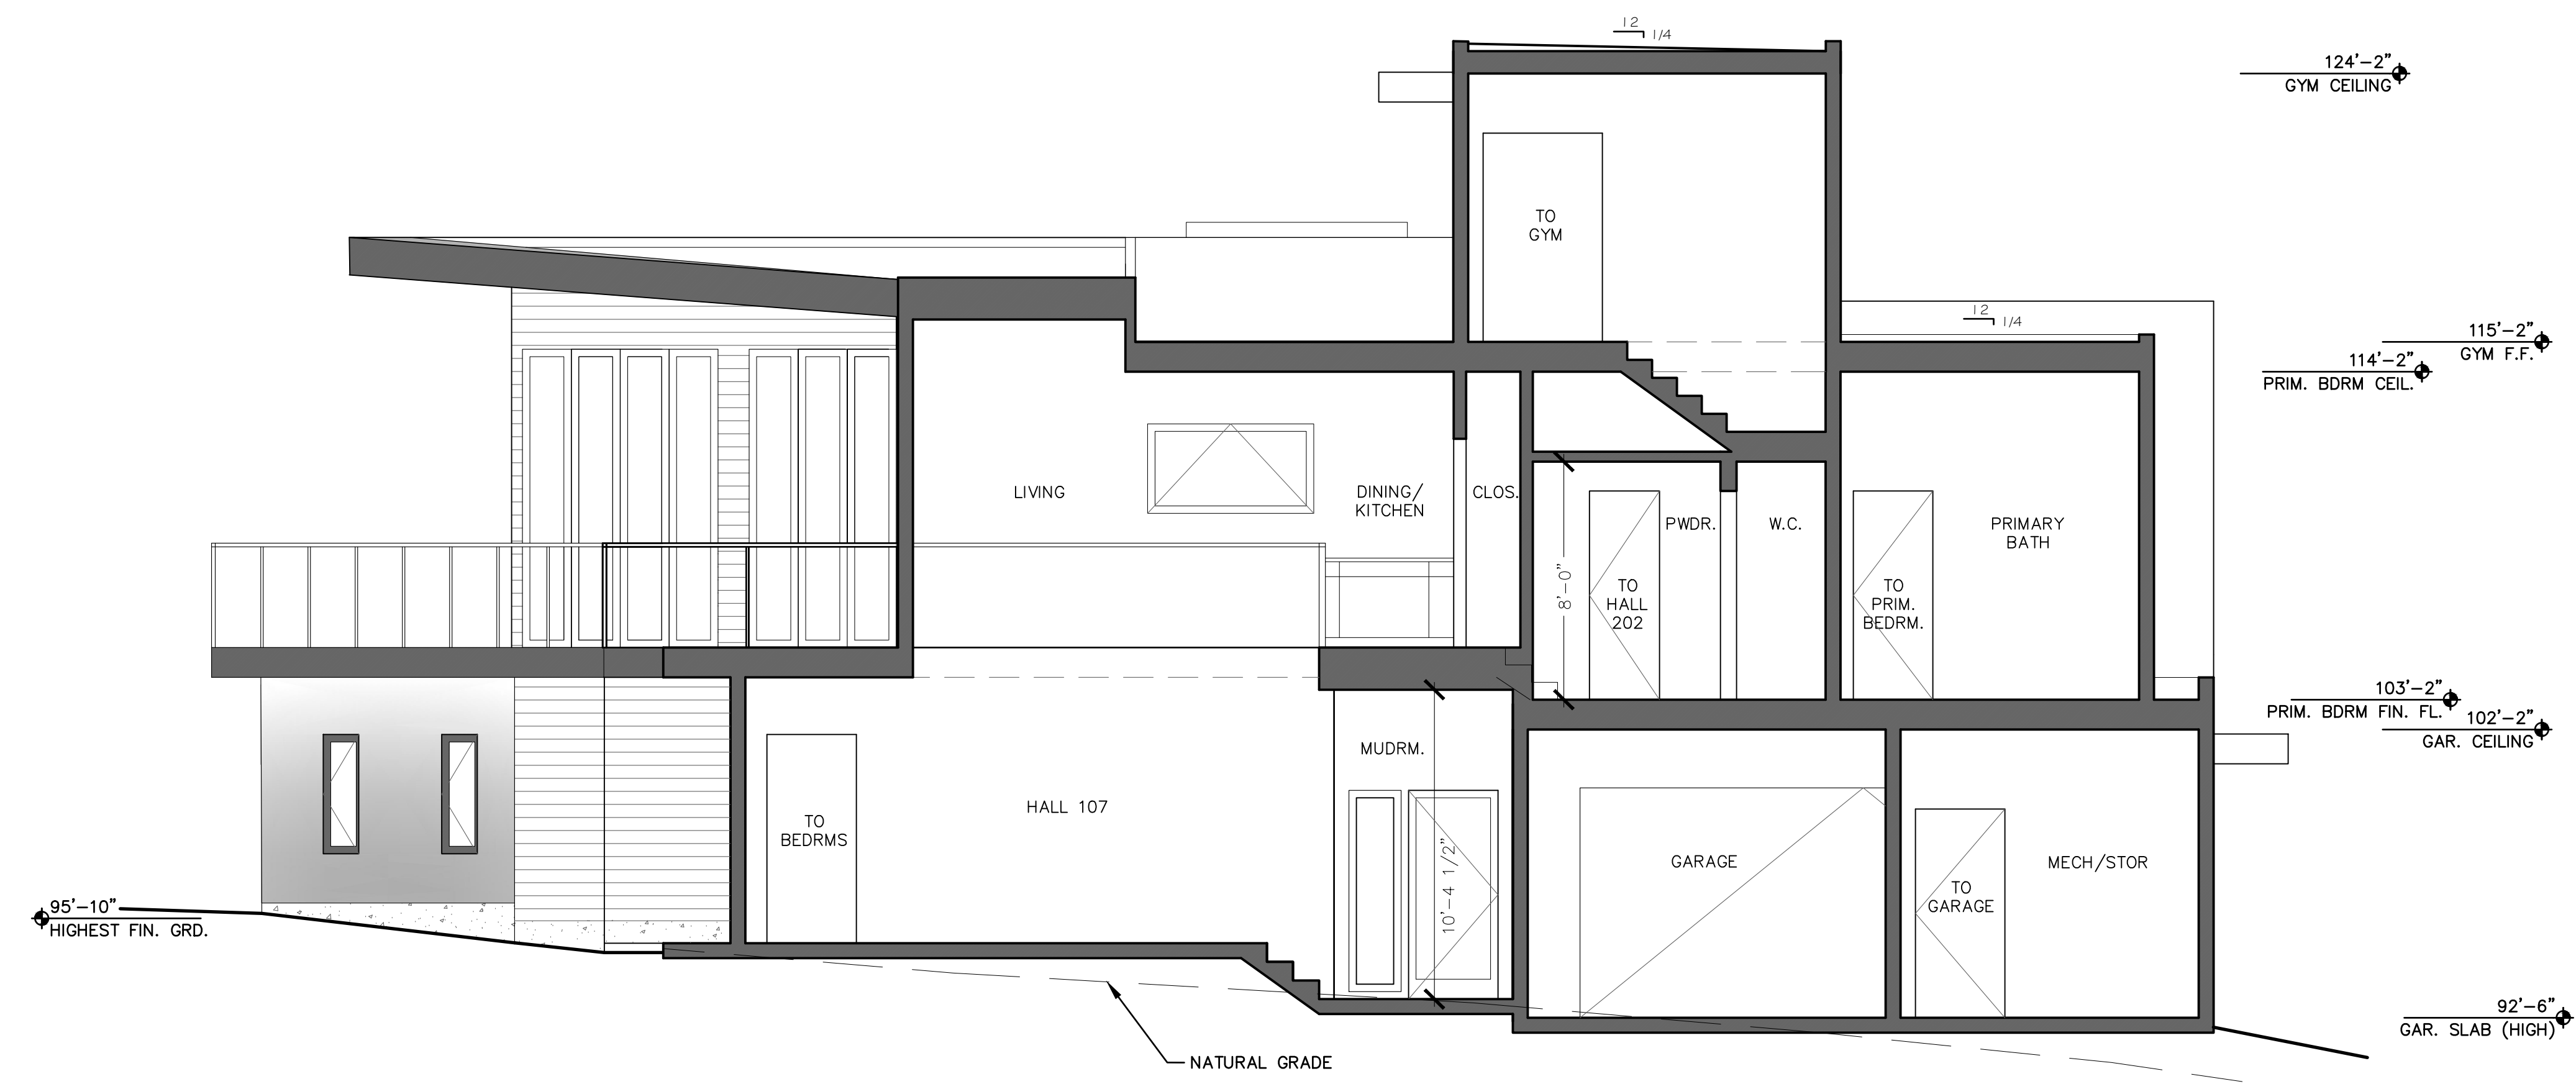 12
1/4
124'-2"
GYM CEILING
TO
GYM
12
1/4
115'-2"
GYM F.F.
114'-2"
PRIM. BDRM CEIL.
LIVING
DINING/
KITCHEN
CLOS.
PWDR.
W.C.
PRIMARY
BATH
8'-0"
TO
HALL
202
TO
PRIM.
BEDRM.
103'-2"
PRIM. BDRM FIN. FL.
102'-2"
GAR. CEILING
MUDRM.
HALL 107
TO
BEDRMS
10'-4 1/2"
GARAGE
MECH/STOR
TO
GARAGE
95'-10"
HIGHEST FIN. GRD.
92'-6"
GAR. SLAB (HIGH)
NATURAL GRADE